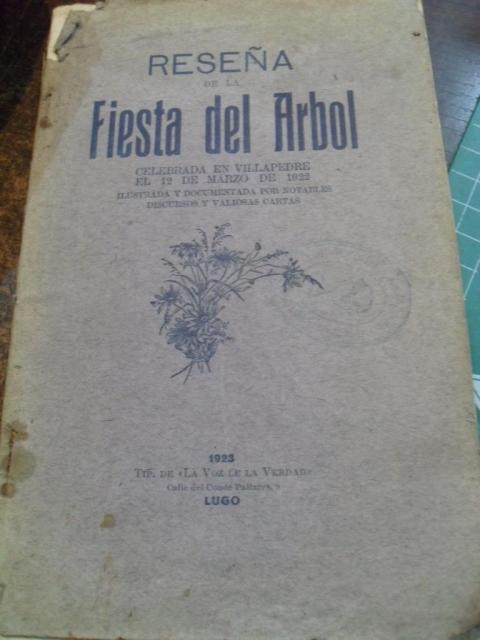 RESEÑA
DE LA
Fiesta del Arbol
CELEBRADA EN VILLAPEDRE
EL 12 DE MARZO DE 1922
ILUSTRADA Y DOCUMENTADA POR NOTABLES
DISCURSOS Y VALIOSAS CARTAS
1923
TIP. DE «LA VOZ DE LA VERDAD»
Calle del Conde Pallares,
LUGO